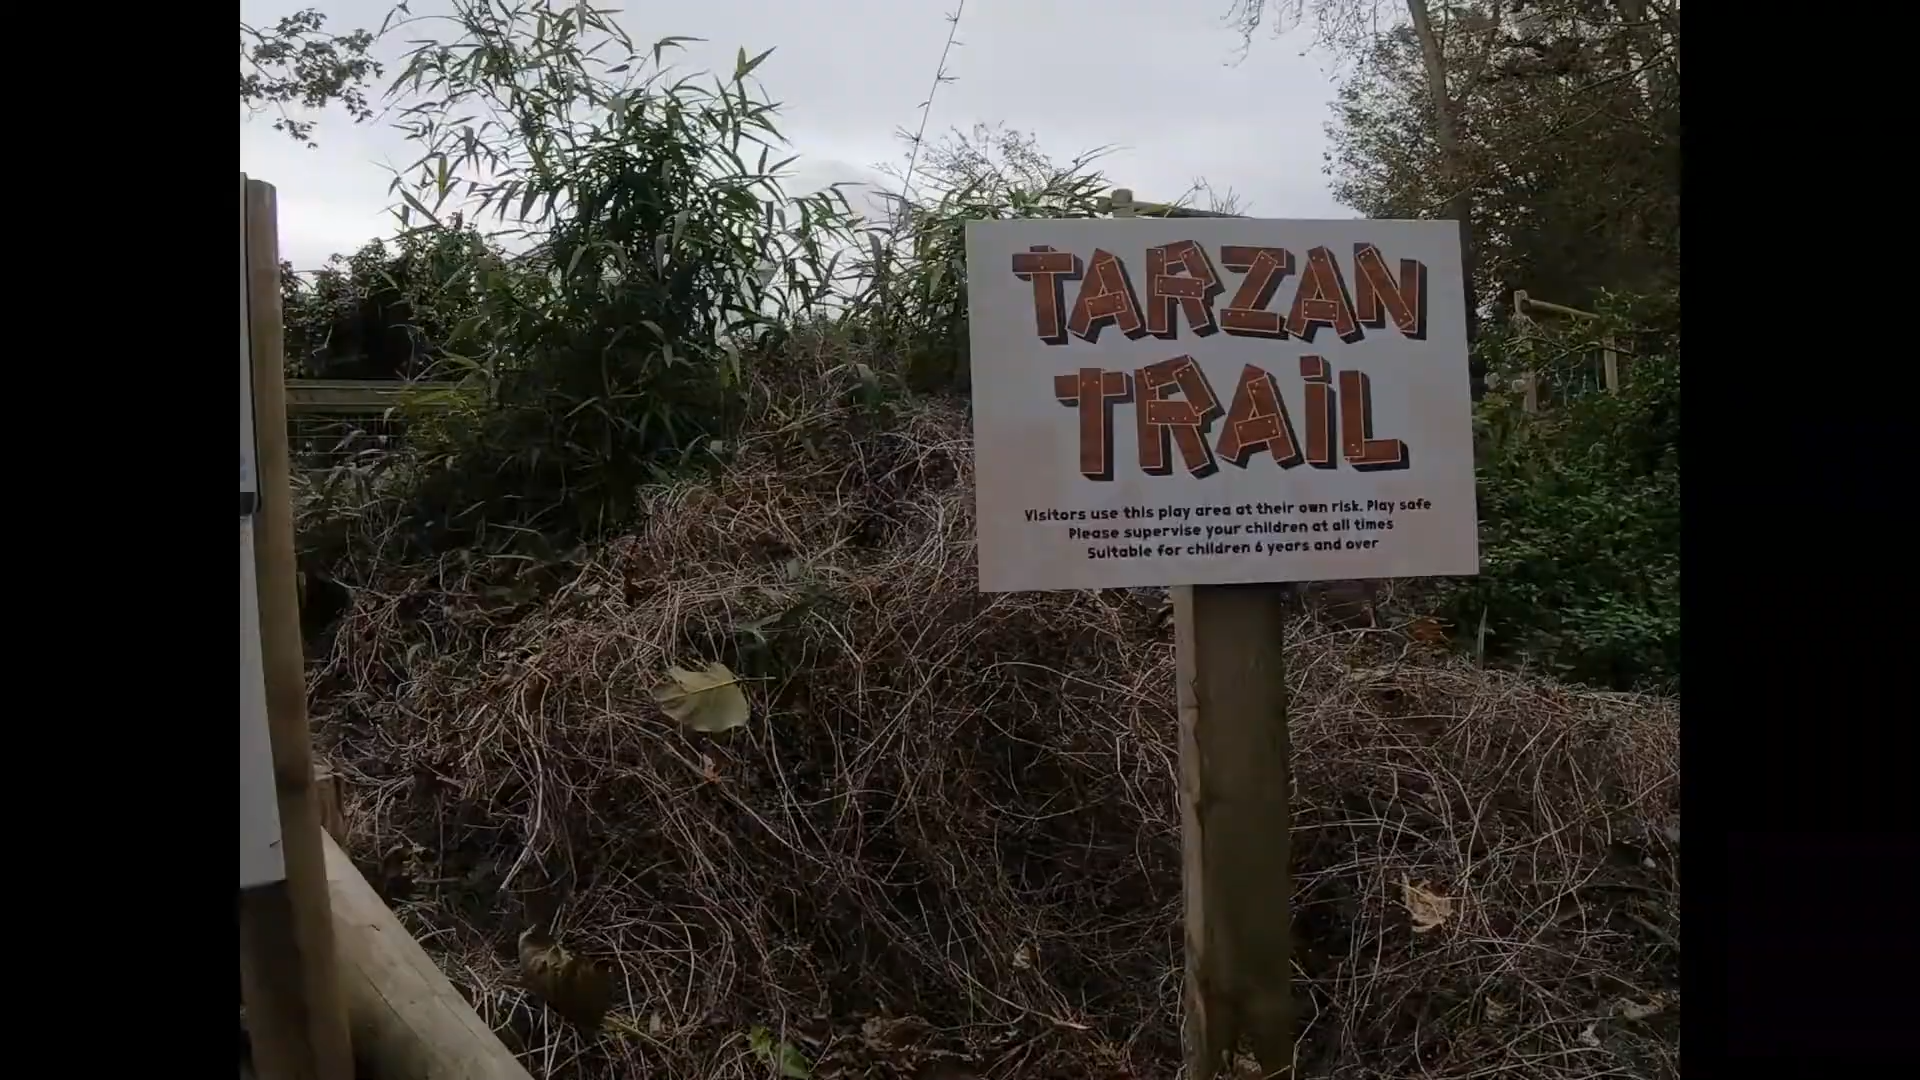 TARZAN
TRAiL
Visitors use this play area at their own risk. Play safe
Please supervise your children at all times
Suitable for children 6 years and over